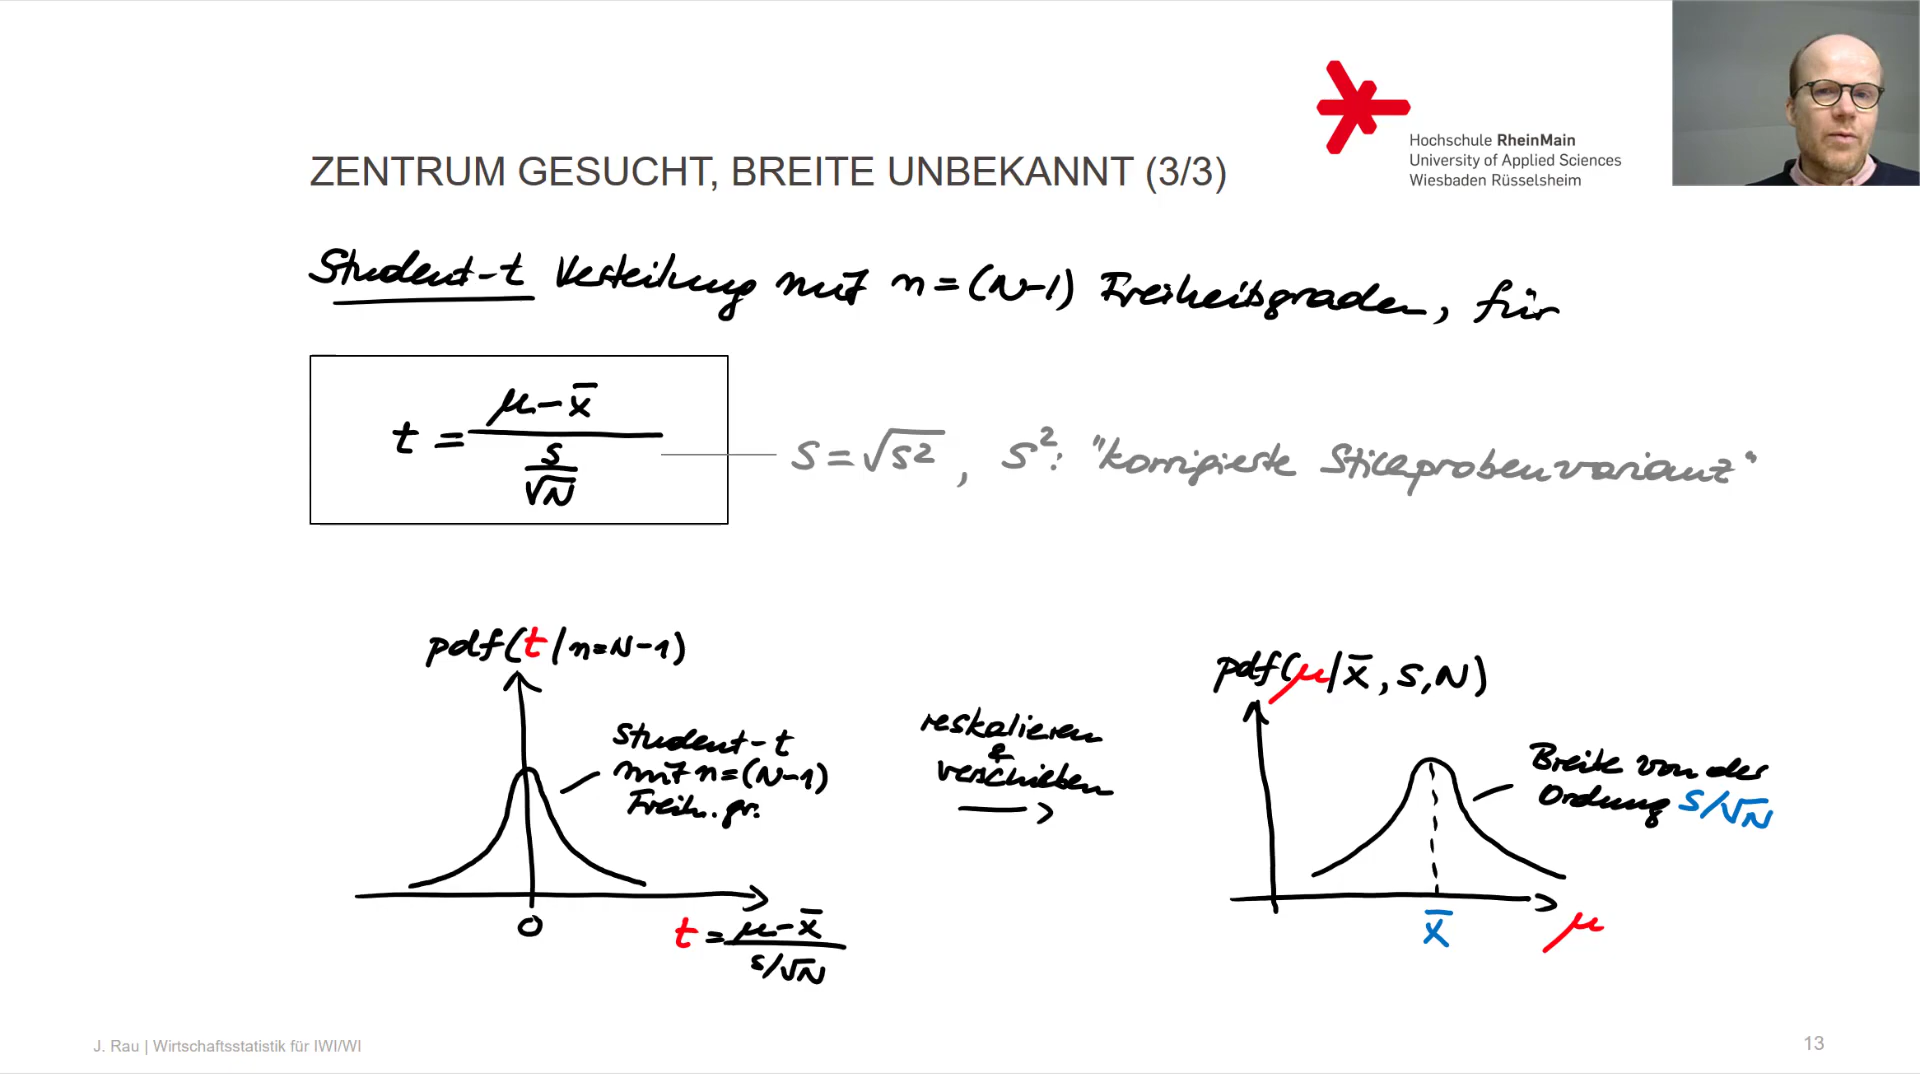 Hochschule RheinMain
University of Applied Sciences
Wiesbaden Rüsselsheim
ZENTRUM GESUCHT, BREITE UNBEKANNT (3/3)
Student-t Verteilung mit n=(N-1) Freiheitsgraden, für
t = (μ-x̄)/(s/√N)
s=√s², s²: "korrigierte Stichprobenvarianz"
pdf(t|n=N-1)
Student-t
mit n=(N-1)
Freih.gr.
0
t = (μ-x̄)/(s/√N)
reskalieren
&
verschieben
pdf(μ|x̄, s, N)
Breite von der
Ordnung s/√N
x̄
μ
J. Rau | Wirtschaftsstatistik für IWI/WI
13